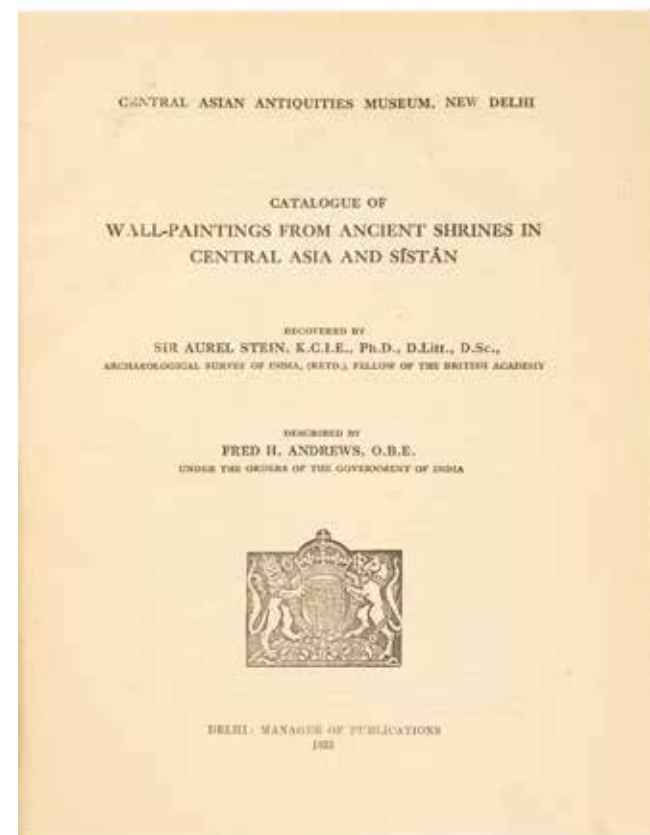 CENTRAL ASIAN ANTIQUITIES MUSEUM, NEW DELHI
CATALOGUE OF
WALL-PAINTINGS FROM ANCIENT SHRINES IN
CENTRAL ASIA AND SĪSTĀN
RECOVERED BY
SIR AUREL STEIN, K.C.I.E., Ph.D., D.Litt., D.Sc.,
ARCHAEOLOGICAL SURVEY OF INDIA, (RETD.), FELLOW OF THE BRITISH ACADEMY
DESCRIBED BY
FRED H. ANDREWS, O.B.E.
UNDER THE ORDERS OF THE GOVERNMENT OF INDIA
DELHI: MANAGER OF PUBLICATIONS
1933